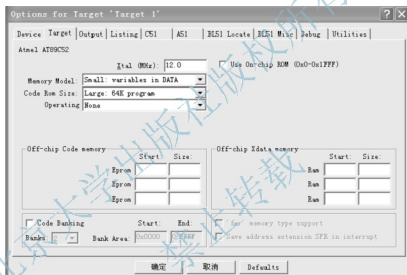 Options for Target 'Target 1'
Device Target Output Listing C51 A51 BL51 Locate BL51 Misc Debug Utilities
Atmel AT89C52
Xtal (MHz): 12.0
Use On-chip ROM (0x0-0x1FFF)
Memory Model: Small: variables in DATA
Code Rom Size: Large: 64K program
Operating None
Off-chip Code memory
Start: Size:
Eprom
Eprom
Eprom
Off-chip Xdata memory
Start: Size:
Ram
Ram
Ram
Code Banking
Start: End:
Banks: 2 Bank Area: 0x0000
'far' memory type support
Save address extension SFR in interrupt
确定 取消 Defaults